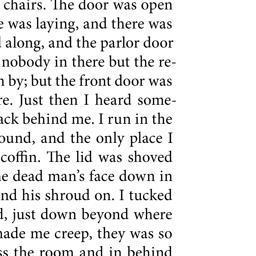 chairs. The door was open
e was laying, and there was
along, and the parlor door
nobody in there but the re-
n by; but the front door was
re. Just then I heard some-
ack behind me. I run in the
ound, and the only place I
coffin. The lid was shoved
e dead man’s face down in
nd his shroud on. I tucked
d, just down beyond where
made me creep, they was so
ss the room and in behind